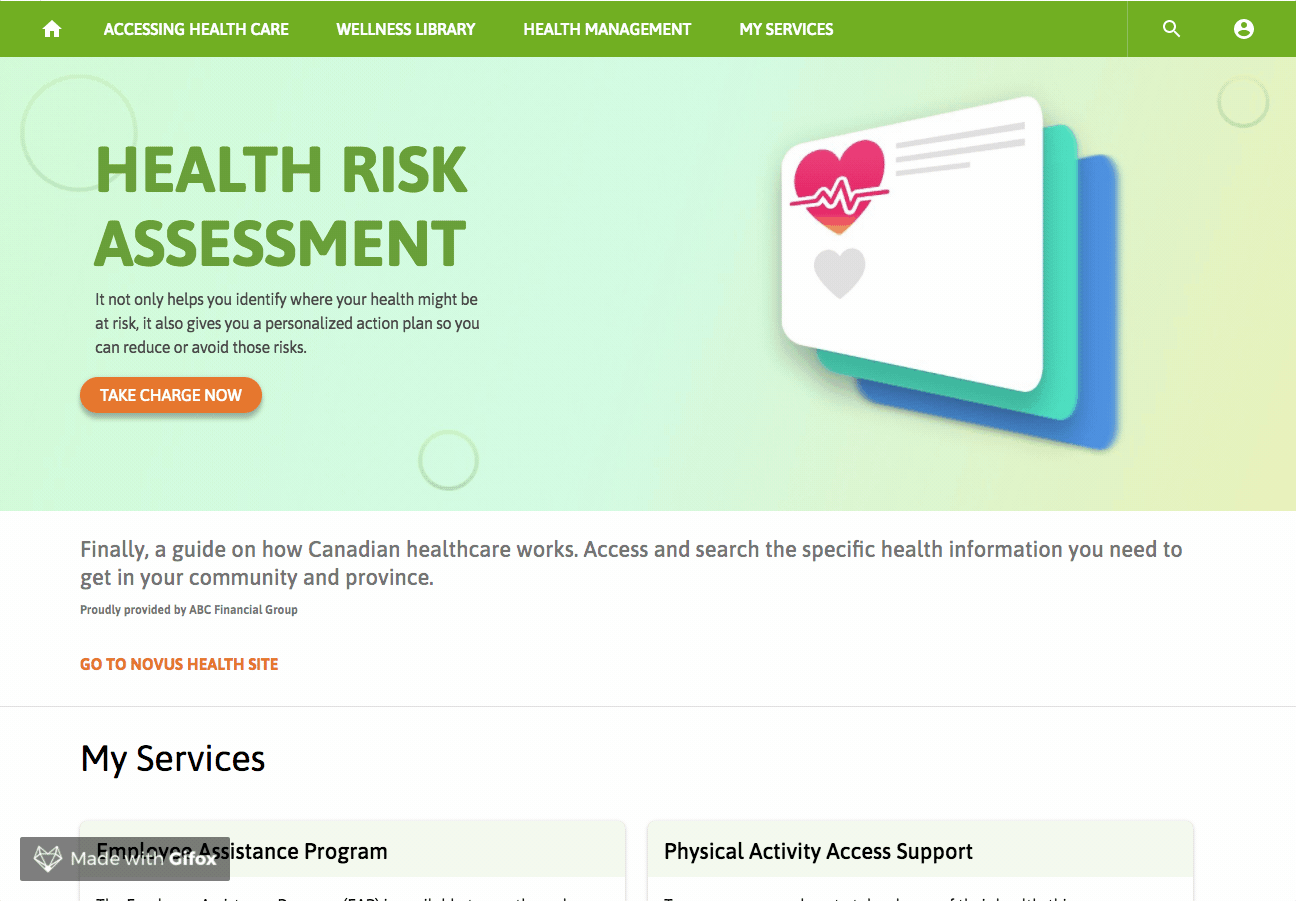 ACCESSING HEALTH CARE WELLNESS LIBRARY HEALTH MANAGEMENT MY SERVICES
HEALTH RISK
ASSESSMENT
It not only helps you identify where your health might be
at risk, it also gives you a personalized action plan so you
can reduce or avoid those risks.
TAKE CHARGE NOW
Finally, a guide on how Canadian healthcare works. Access and search the specific health information you need to
get in your community and province.
Proudly provided by ABC Financial Group
GO TO NOVUS HEALTH SITE
My Services
Employee Assistance Program
Physical Activity Access Support
Made with Gifox